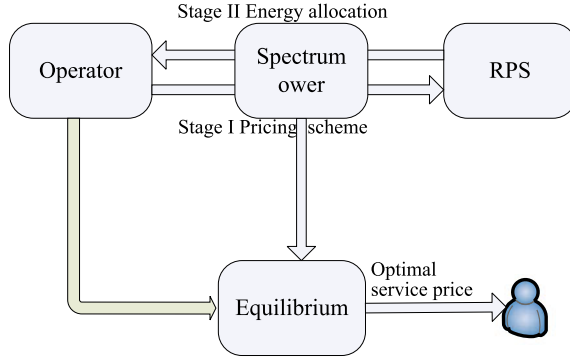 Stage II Energy allocation
Operator
Spectrum
ower
RPS
Stage I Pricing scheme
Optimal
service price
Equilibrium